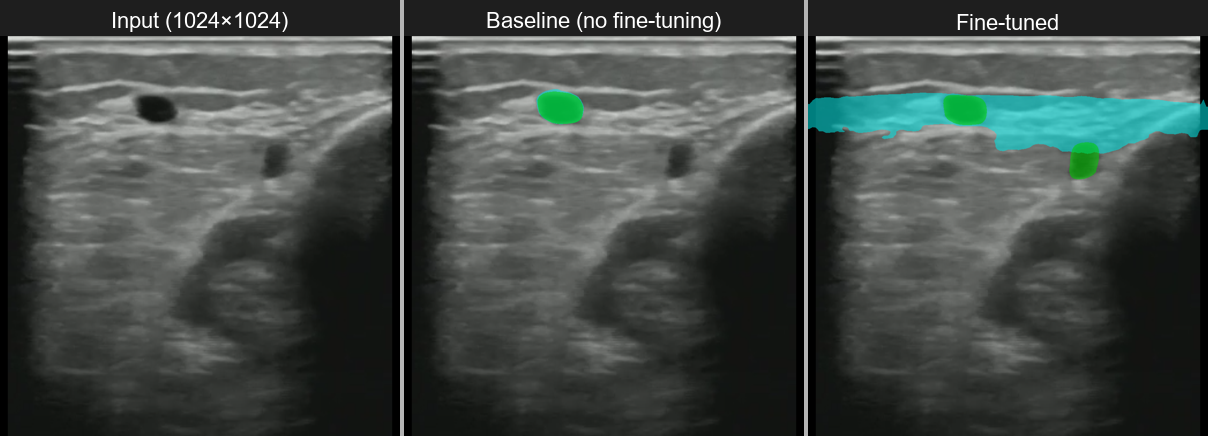 Input (1024×1024)
Baseline (no fine-tuning)
Fine-tuned